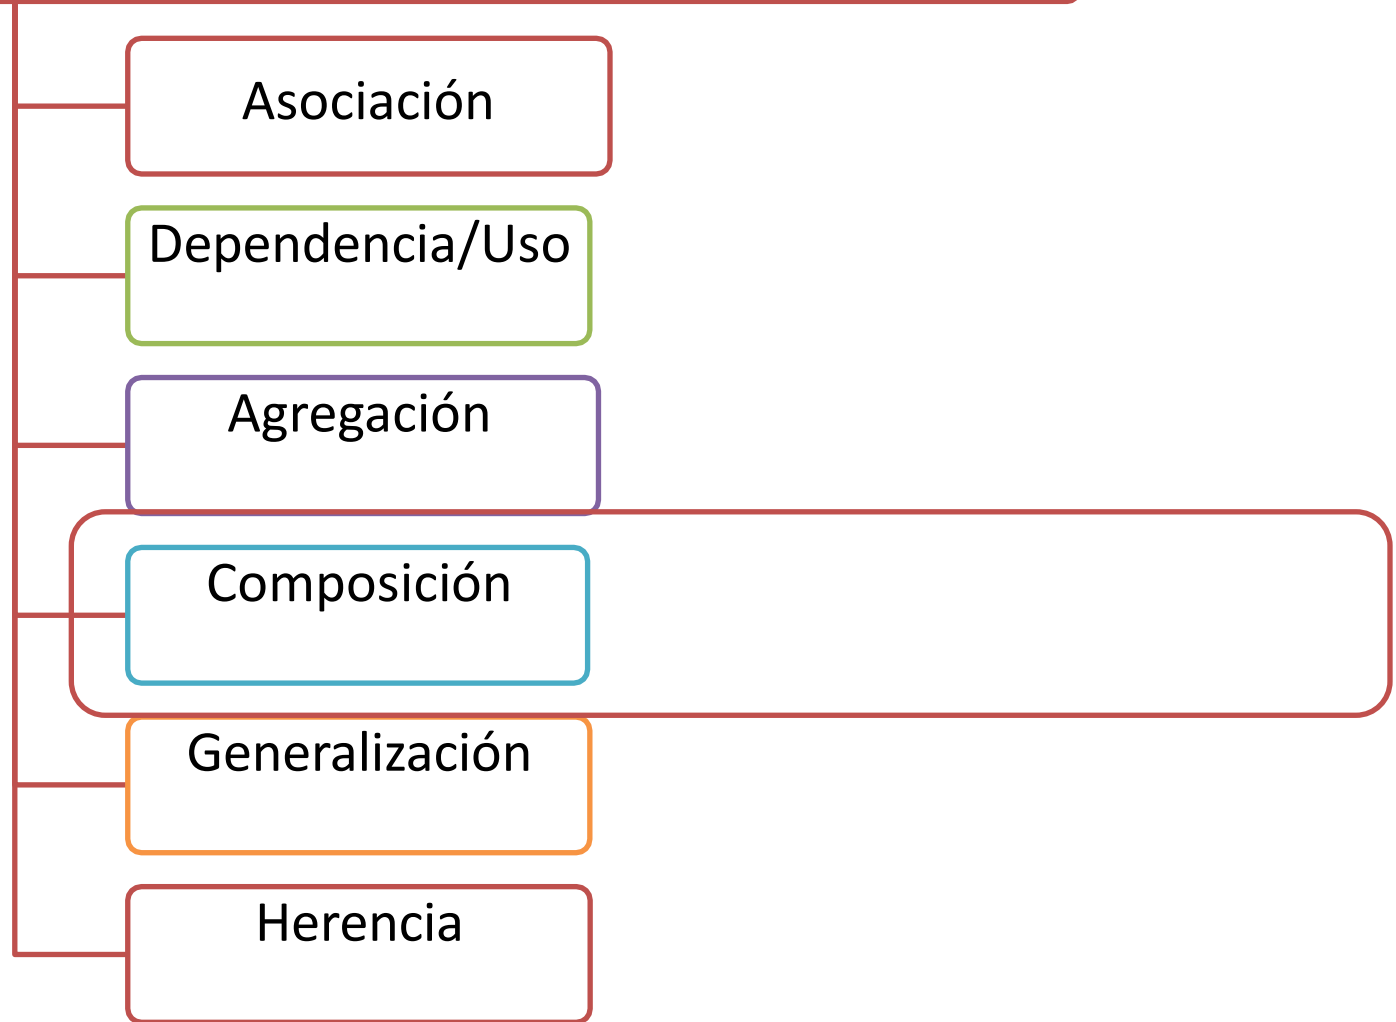 Asociación
Dependencia/Uso
Agregación
Composición
Generalización
Herencia